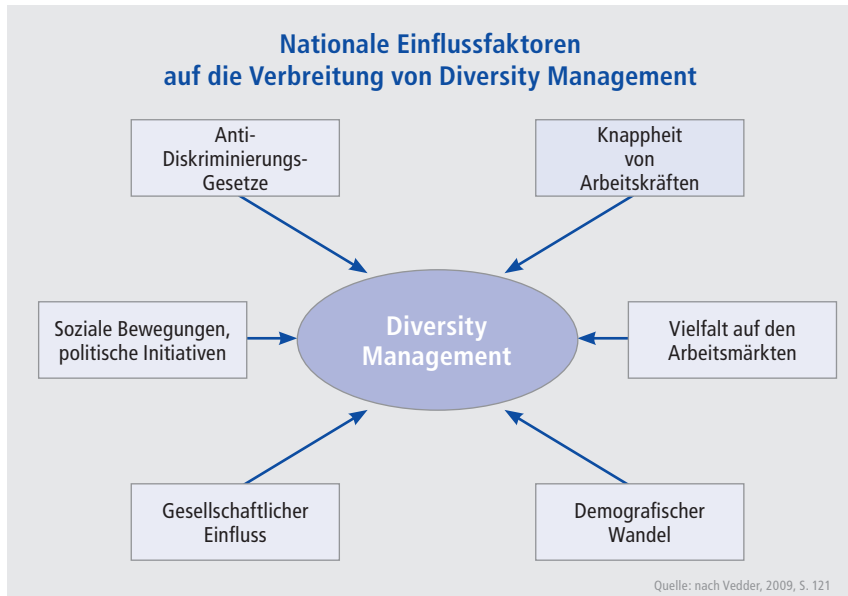 Nationale Einflussfaktoren
auf die Verbreitung von Diversity Management
Anti-
Diskriminierungs-
Gesetze
Knappheit
von
Arbeitskräften
Soziale Bewegungen,
politische Initiativen
Diversity
Management
Vielfalt auf den
Arbeitsmärkten
Gesellschaftlicher
Einfluss
Demografischer
Wandel
Quelle: nach Vedder, 2009, S. 121